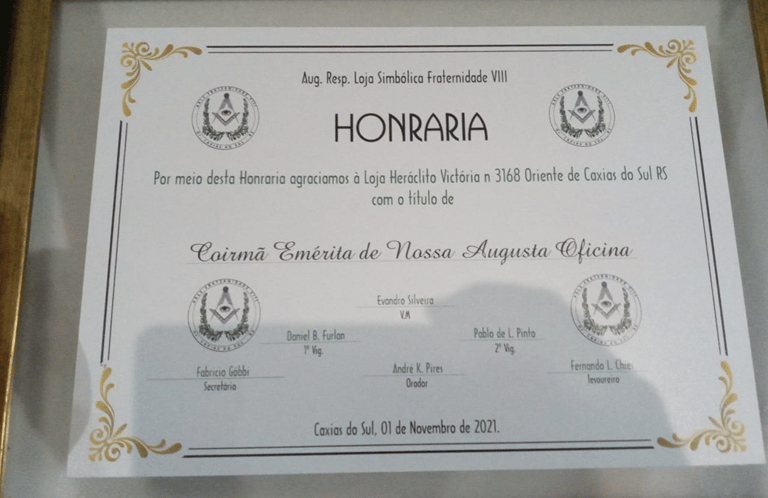 Aug. Resp. Loja Simbólica Fraternidade VIII
HONRARIA
Por meio desta Honraria agraciamos à Loja Heráclito Victória n 3168 Oriente de Caxias do Sul RS
com o titulo de
Coirmã Emérita de Nossa Augusta Oficina
Evandro Silveira
V.M
Daniel B. Furlan
1º Vig.
Pablo de L. Pinto
2º Vig.
Fabricio Gobbi
Secretário
André K. Pires
Orador
Fernando L.
Tesoureiro
Caxias do Sul, 01 de Novembro de 2021.